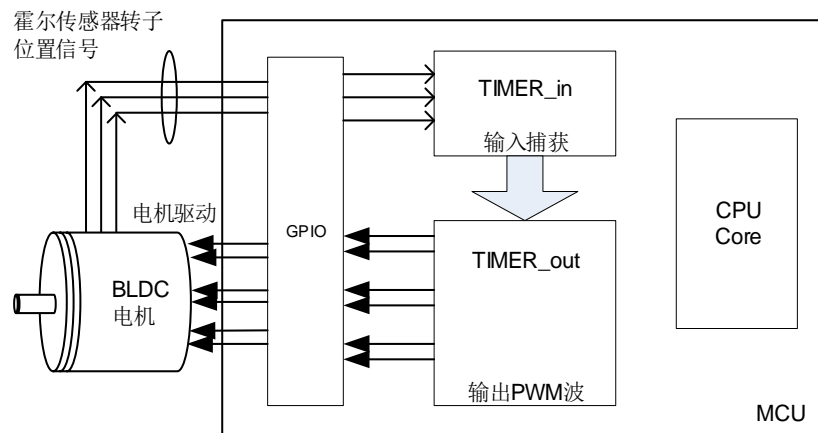 霍尔传感器转子
位置信号
TIMER_in
输入捕获
CPU
Core
电机驱动
GPIO
TIMER_out
BLDC
电机
输出PWM波
MCU